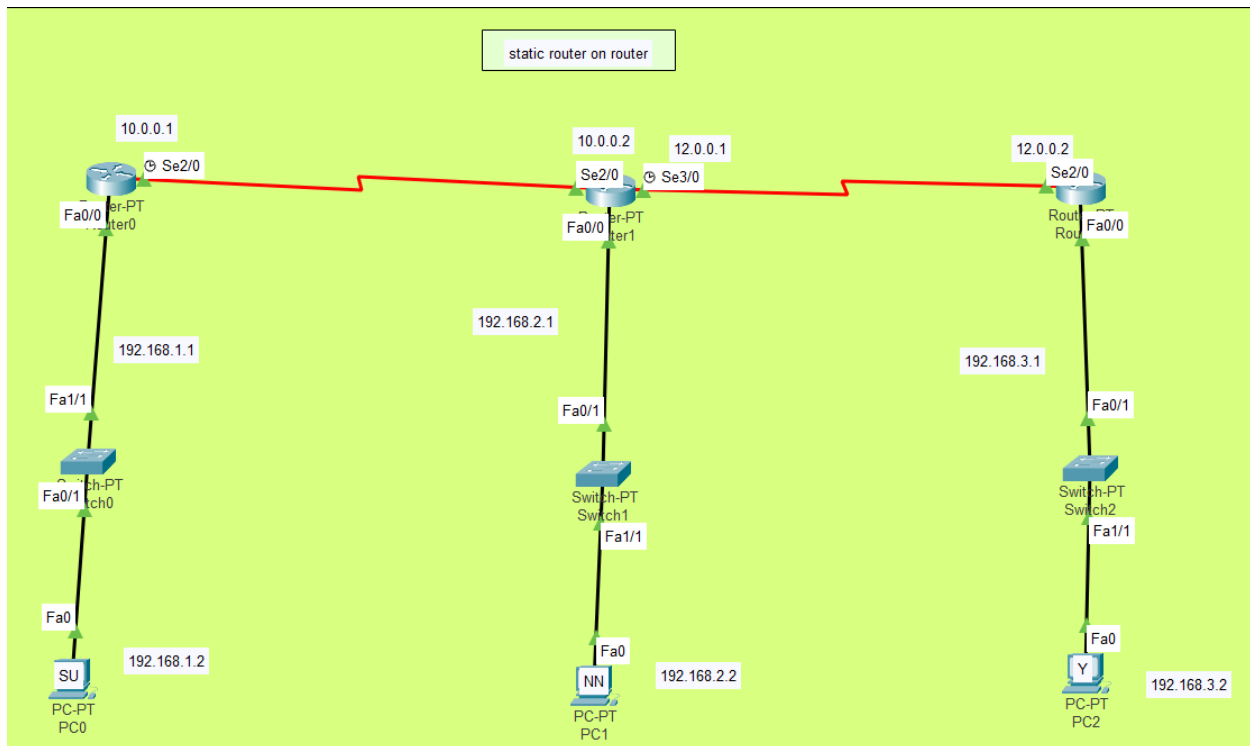 static router on router
10.0.0.1
10.0.0.2
12.0.0.1
12.0.0.2
Se2/0
Se2/0
Se3/0
Se2/0
Fa0/0
Fa0/0
Fa0/0
192.168.1.1
192.168.2.1
192.168.3.1
Fa1/1
Fa0/1
Fa0/1
Fa0/1
Switch-PT
Switch1
Switch-PT
Switch2
Fa1/1
Fa1/1
Fa0
Fa0
Fa0
SU
192.168.1.2
NN
192.168.2.2
Y
192.168.3.2
PC-PT
PC0
PC-PT
PC1
PC-PT
PC2